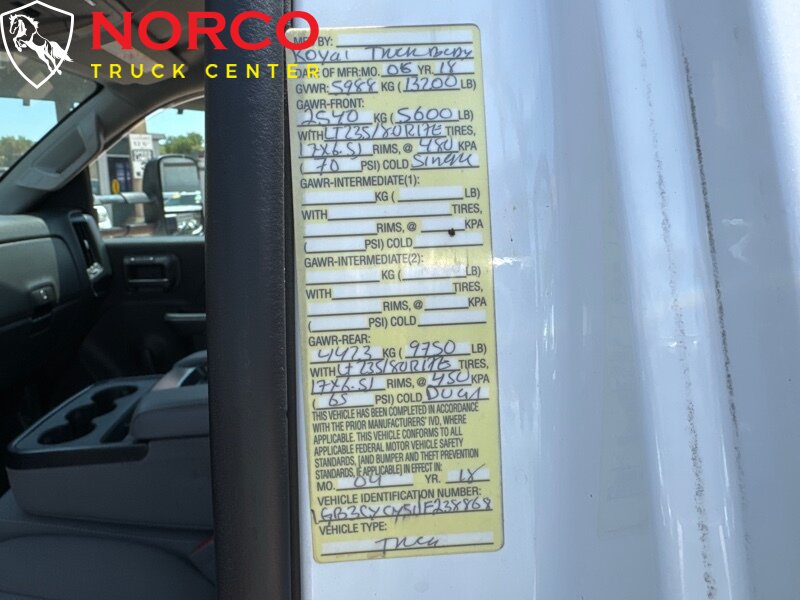 NORCO
TRUCK CENTER
MFD BY:
Royal Truck Body
DATE OF MFR: MO. 05 YR. 18
GVWR: 5988 KG (13200 LB)
GAWR-FRONT:
2540 KG (5600 LB)
WITH LT235/80R17E TIRES,
17x6.5J RIMS, @ 480 KPA
(70 PSI) COLD Single
GAWR-INTERMEDIATE(1):
KG ( LB)
WITH TIRES,
RIMS, @ KPA
( PSI) COLD
GAWR-INTERMEDIATE(2):
KG ( LB)
WITH TIRES,
RIMS, @ KPA
( PSI) COLD
GAWR-REAR:
4423 KG (9750 LB)
WITH LT235/80R17E TIRES,
17x6.5J RIMS, @ 450 KPA
(65 PSI) COLD DUAL
THIS VEHICLE HAS BEEN COMPLETED IN ACCORDANCE
WITH THE PRIOR MANUFACTURERS' IVD, WHERE
APPLICABLE. THIS VEHICLE CONFORMS TO ALL
APPLICABLE FEDERAL MOTOR VEHICLE SAFETY
STANDARDS, [AND BUMPER AND THEFT PREVENTION
STANDARDS, IF APPLICABLE] IN EFFECT IN:
MO. 04 YR. 18
VEHICLE IDENTIFICATION NUMBER:
1GB3CYCY51F238868
VEHICLE TYPE: